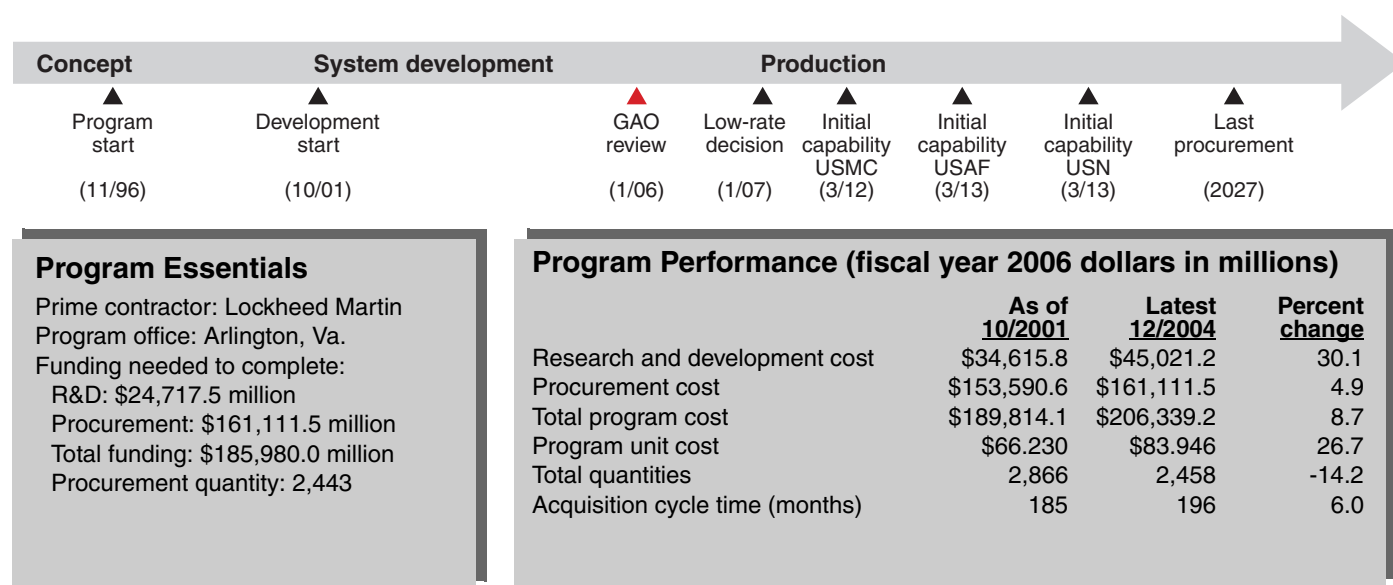 Concept System development Production
Program start (11/96)
Development start (10/01)
GAO review (1/06)
Low-rate decision (1/07)
Initial capability USMC (3/12)
Initial capability USAF (3/13)
Initial capability USN (3/13)
Last procurement (2027)
Program Essentials
Prime contractor: Lockheed Martin
Program office: Arlington, Va.
Funding needed to complete:
R&D: $24,717.5 million
Procurement: $161,111.5 million
Total funding: $185,980.0 million
Procurement quantity: 2,443
Program Performance (fiscal year 2006 dollars in millions)
As of 10/2001 Latest 12/2004 Percent change
Research and development cost $34,615.8 $45,021.2 30.1
Procurement cost $153,590.6 $161,111.5 4.9
Total program cost $189,814.1 $206,339.2 8.7
Program unit cost $66.230 $83.946 26.7
Total quantities 2,866 2,458 -14.2
Acquisition cycle time (months) 185 196 6.0